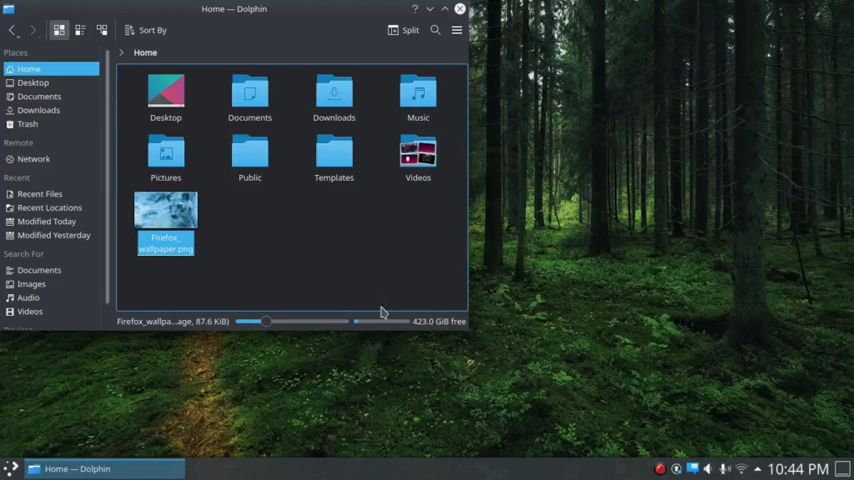 Home — Dolphin
Sort By
Split
Places
Home
Home
Desktop
Documents
Downloads
Trash
Remote
Network
Recent
Recent Files
Recent Locations
Modified Today
Modified Yesterday
Search For
Documents
Images
Audio
Videos
Desktop
Documents
Downloads
Music
Pictures
Public
Templates
Videos
Firefox_
wallpaper.png
Firefox_wallpa...age, 87.6 KiB)
423.0 GiB free
Home — Dolphin
10:44 PM